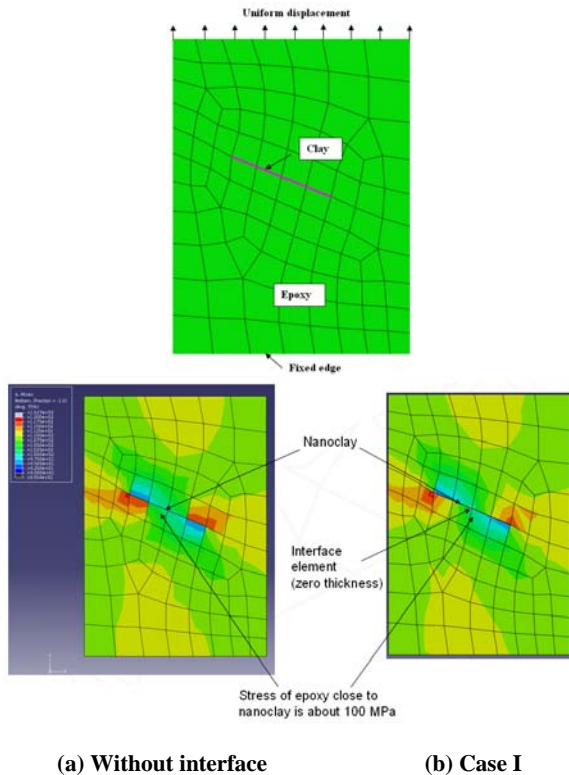 Uniform displacement
Clay
Epoxy
Fixed edge
S, Mises
Nanoclay
Interface
element
(zero thickness)
Stress of epoxy close to
nanoclay is about 100 MPa
(a) Without interface
(b) Case I